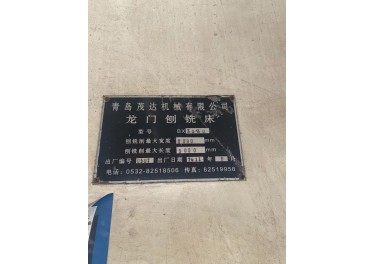 青岛茂达机械有限公司
龙门刨铣床
型号 BX
刨铣削最大宽度 mm
刨铣削最大长度 mm
出厂编号 出厂日期 年 月
电话:0532-82518506 传真:82519958